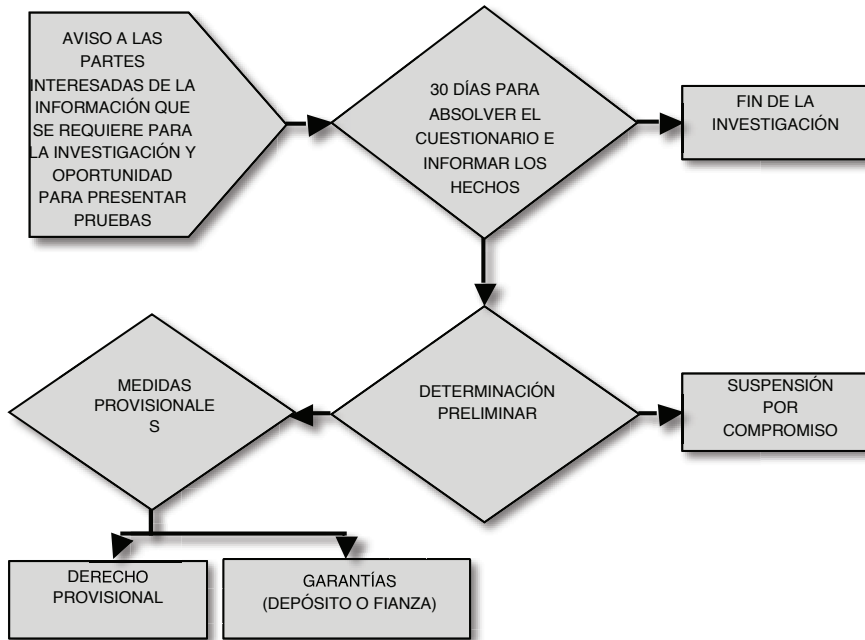 AVISO A LAS
PARTES
INTERESADAS DE LA
INFORMACIÓN QUE
SE REQUIERE PARA
LA INVESTIGACIÓN Y
OPORTUNIDAD
PARA PRESENTAR
PRUEBAS
30 DÍAS PARA
ABSOLVER EL
CUESTIONARIO E
INFORMAR LOS
HECHOS
FIN DE LA
INVESTIGACIÓN
MEDIDAS
PROVISIONALE
S
DETERMINACIÓN
PRELIMINAR
SUSPENSIÓN
POR
COMPROMISO
DERECHO
PROVISIONAL
GARANTÍAS
(DEPÓSITO O FIANZA)